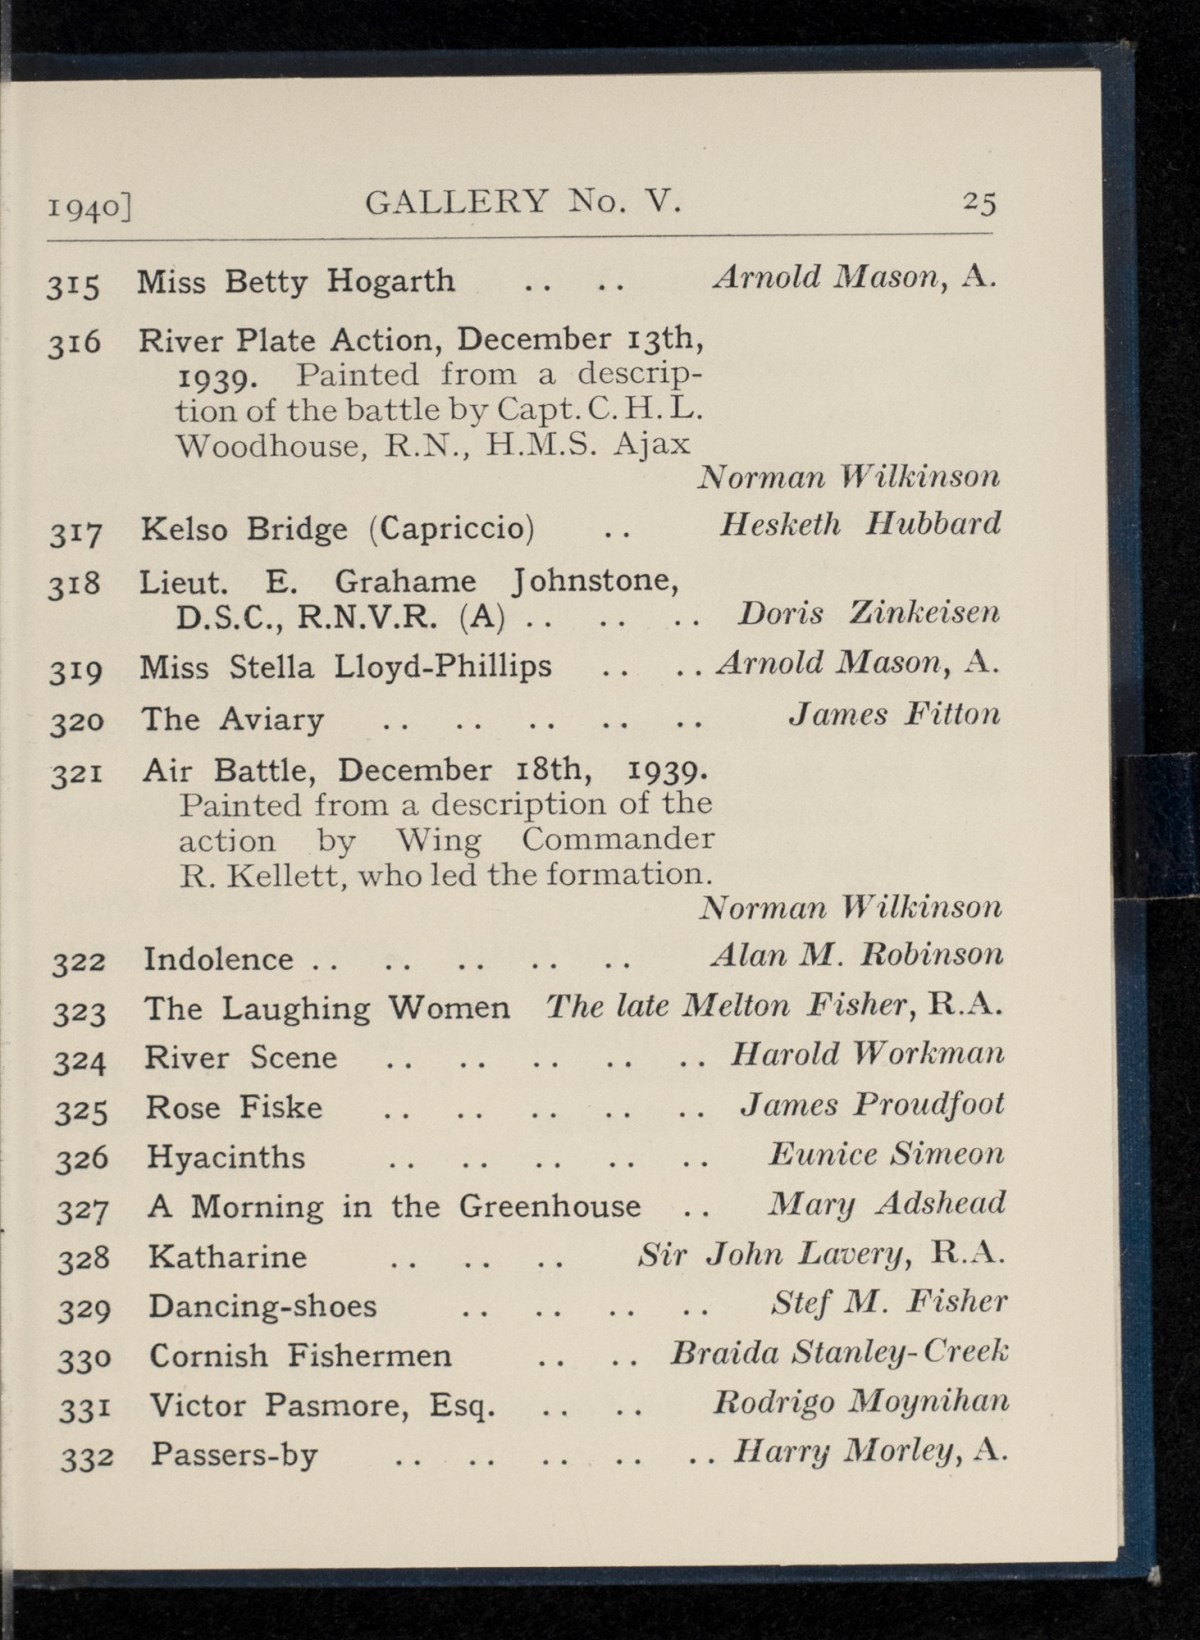 1940] GALLERY No. V. 25
315 Miss Betty Hogarth .. .. Arnold Mason, A.
316 River Plate Action, December 13th,
1939. Painted from a descrip-
tion of the battle by Capt. C. H. L.
Woodhouse, R.N., H.M.S. Ajax
Norman Wilkinson
317 Kelso Bridge (Capriccio) .. Hesketh Hubbard
318 Lieut. E. Grahame Johnstone,
D.S.C., R.N.V.R. (A) .. .. .. Doris Zinkeisen
319 Miss Stella Lloyd-Phillips .. .. Arnold Mason, A.
320 The Aviary .. .. .. .. .. James Fitton
321 Air Battle, December 18th, 1939.
Painted from a description of the
action by Wing Commander
R. Kellett, who led the formation.
Norman Wilkinson
322 Indolence .. .. .. .. .. Alan M. Robinson
323 The Laughing Women The late Melton Fisher, R.A.
324 River Scene .. .. .. .. .. Harold Workman
325 Rose Fiske .. .. .. .. .. James Proudfoot
326 Hyacinths .. .. .. .. .. Eunice Simeon
327 A Morning in the Greenhouse .. Mary Adshead
328 Katharine .. .. .. Sir John Lavery, R.A.
329 Dancing-shoes .. .. .. .. Stef M. Fisher
330 Cornish Fishermen .. .. Braida Stanley-Creek
331 Victor Pasmore, Esq. .. .. Rodrigo Moynihan
332 Passers-by .. .. .. .. .. Harry Morley, A.